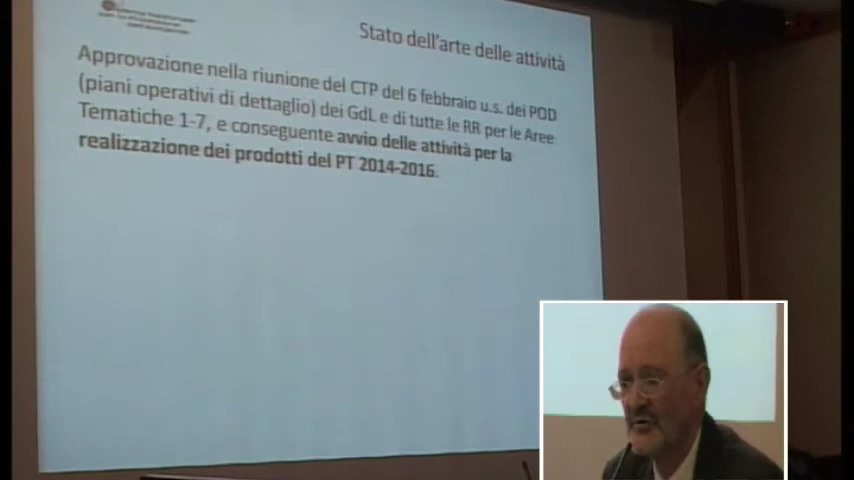 Stato dell'arte delle attività
Approvazione nella riunione del CTP del 6 febbraio u.s. dei POD
(piani operativi di dettaglio) dei GdL e di tutte le RR per le Aree
Tematiche 1-7, e conseguente avvio delle attività per la
realizzazione dei prodotti del PT 2014-2016.